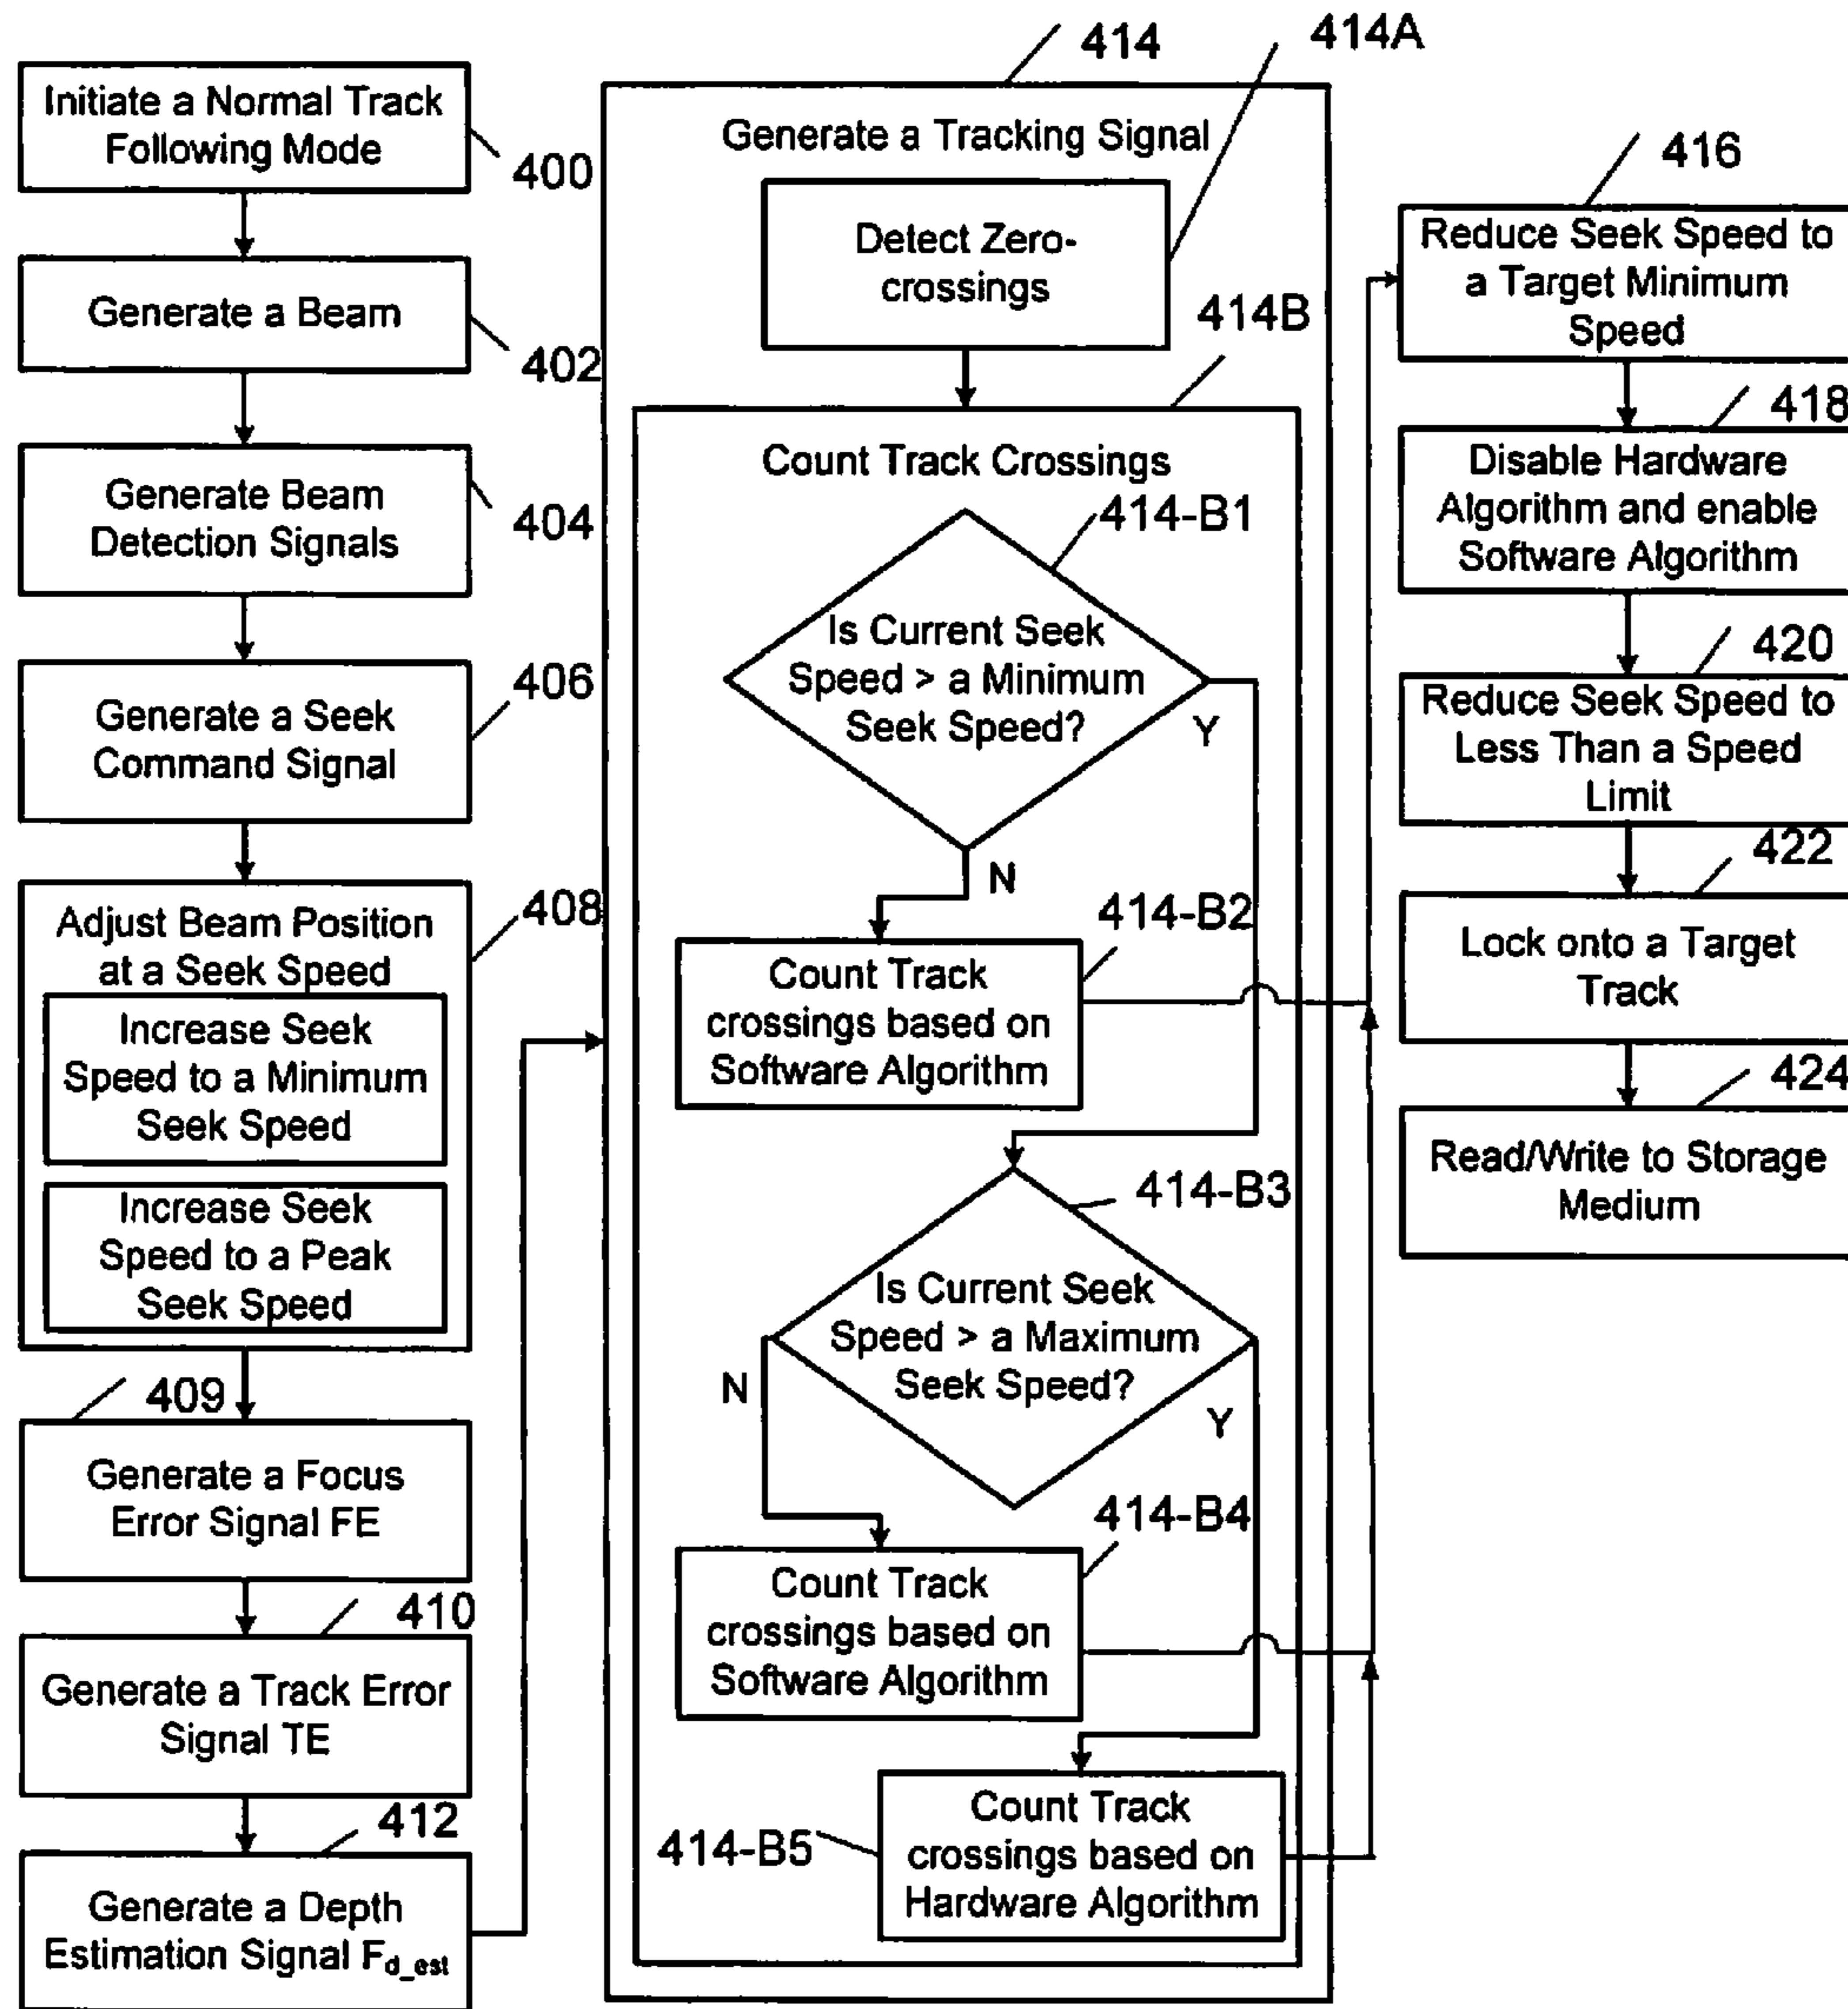 Initiate a Normal Track
Following Mode
400
Generate a Beam
402
Generate Beam
Detection Signals
404
Generate a Seek
Command Signal
406
Adjust Beam Position
at a Seek Speed
408
Increase Seek
Speed to a Minimum
Seek Speed
Increase Seek
Speed to a Peak
Seek Speed
409
Generate a Focus
Error Signal FE
410
Generate a Track Error
Signal TE
412
Generate a Depth
Estimation Signal Fd_est
414
414A
Generate a Tracking Signal
Detect Zero-
crossings
414B
Count Track Crossings
414-B1
Is Current Seek
Speed > a Minimum
Seek Speed?
Y
N
414-B2
Count Track
crossings based on
Software Algorithm
414-B3
Is Current Seek
Speed > a Maximum
Seek Speed?
N
Y
414-B4
Count Track
crossings based on
Software Algorithm
414-B5
Count Track
crossings based on
Hardware Algorithm
416
Reduce Seek Speed to
a Target Minimum
Speed
418
Disable Hardware
Algorithm and enable
Software Algorithm
420
Reduce Seek Speed to
Less Than a Speed
Limit
422
Lock onto a Target
Track
424
Read/Write to Storage
Medium